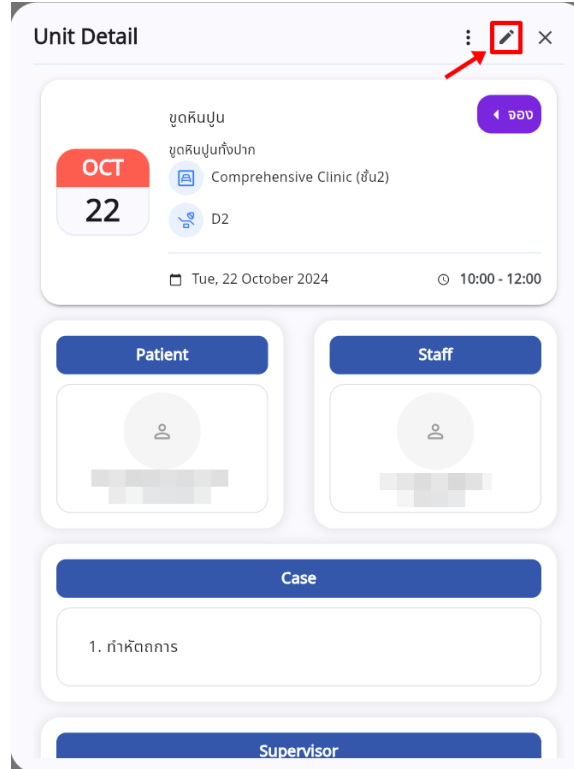 Unit Detail
ขูดหินปูน
จอง
ขูดหินปูนทั้งปาก
OCT
22
Comprehensive Clinic (ชั้น2)
D2
Tue, 22 October 2024
10:00 - 12:00
Patient
Staff
Case
1. ทำหัตถการ
Supervisor